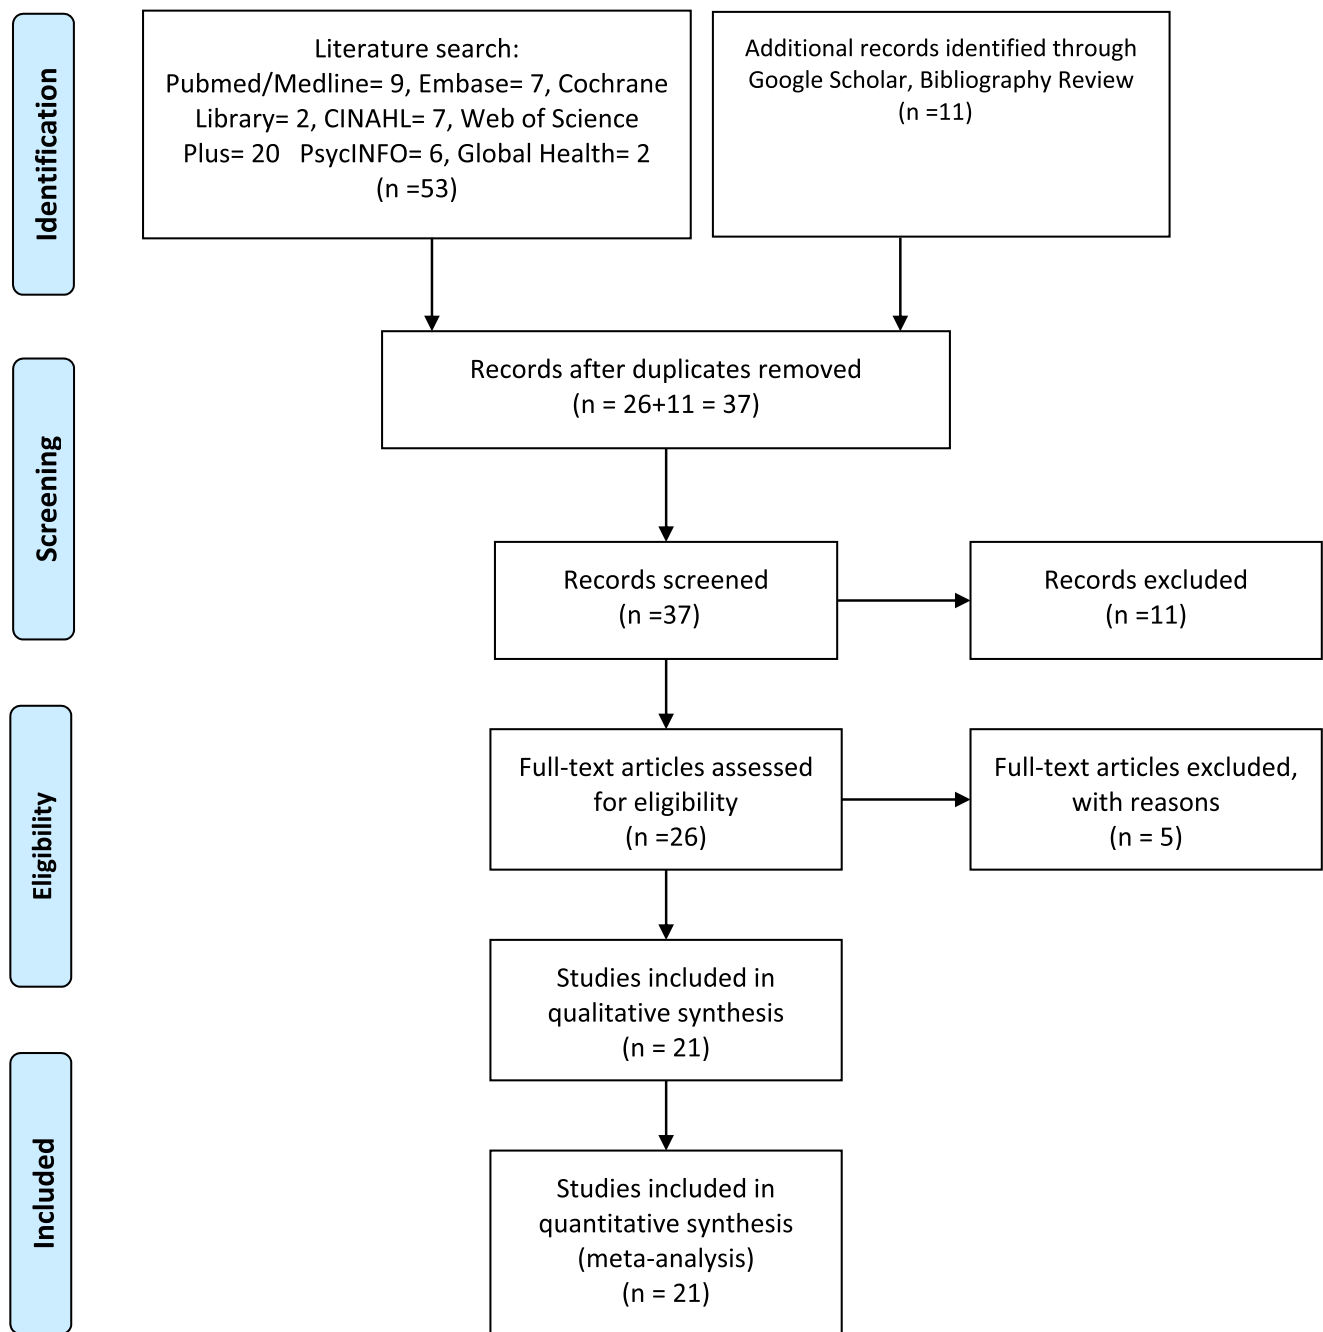 Identification
Literature search:
Pubmed/Medline= 9, Embase= 7, Cochrane
Library= 2, CINAHL= 7, Web of Science
Plus= 20 PsycINFO= 6, Global Health= 2
(n =53)
Additional records identified through
Google Scholar, Bibliography Review
(n =11)
Screening
Records after duplicates removed
(n = 26+11 = 37)
Records screened
(n =37)
Records excluded
(n =11)
Eligibility
Full-text articles assessed
for eligibility
(n =26)
Full-text articles excluded,
with reasons
(n = 5)
Studies included in
qualitative synthesis
(n = 21)
Included
Studies included in
quantitative synthesis
(meta-analysis)
(n = 21)